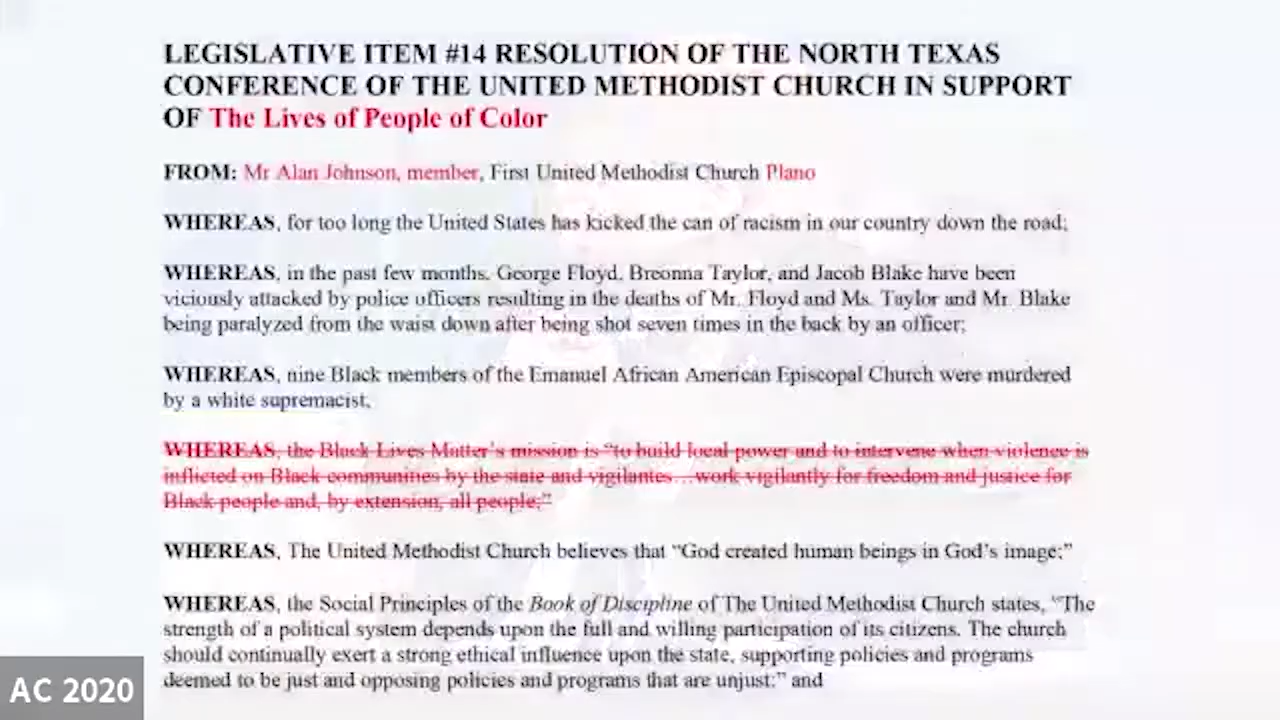 LEGISLATIVE ITEM #14 RESOLUTION OF THE NORTH TEXAS
CONFERENCE OF THE UNITED METHODIST CHURCH IN SUPPORT
OF The Lives of People of Color
FROM: Mr Alan Johnson, member, First United Methodist Church Plano
WHEREAS, for too long the United States has kicked the can of racism in our country down the road;
WHEREAS, in the past few months, George Floyd, Breonna Taylor, and Jacob Blake have been
viciously attacked by police officers resulting in the deaths of Mr. Floyd and Ms. Taylor and Mr. Blake
being paralyzed from the waist down after being shot seven times in the back by an officer;
WHEREAS, nine Black members of the Emanuel African American Episcopal Church were murdered
by a white supremacist,
WHEREAS, the Black Lives Matter's mission is “to build local power and to intervene when violence is
inflicted on Black communities by the state and vigilantes…work vigilantly for freedom and justice for
Black people and, by extension, all people;”
WHEREAS, The United Methodist Church believes that “God created human beings in God's image;”
WHEREAS, the Social Principles of the Book of Discipline of The United Methodist Church states, “The
strength of a political system depends upon the full and willing participation of its citizens. The church
should continually exert a strong ethical influence upon the state, supporting policies and programs
deemed to be just and opposing policies and programs that are unjust;” and
AC 2020